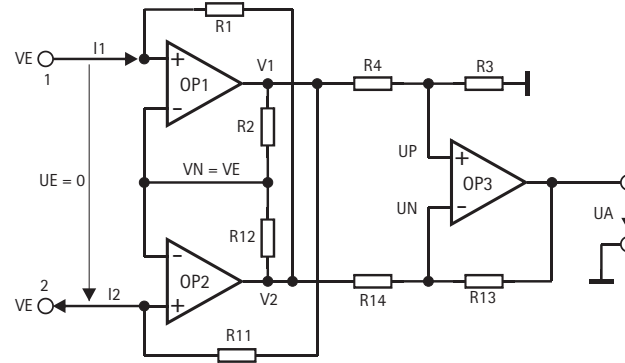 R1
VE
I1
1
+
OP1
−
V1
R4
R3
R2
UP
+
UE = 0
VN = VE
OP3
UN
−
UA
R12
−
OP2
+
2
VE
I2
V2
R14
R13
R11